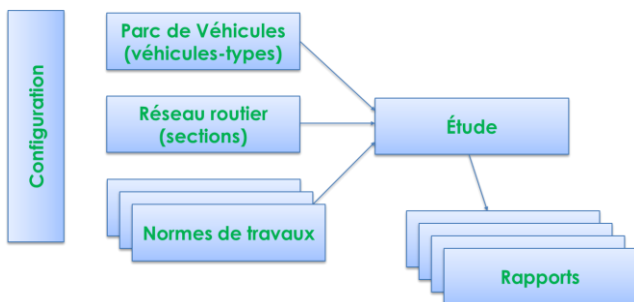 Configuration
Parc de Véhicules
(véhicules-types)
Réseau routier
(sections)
Normes de travaux
Étude
Rapports